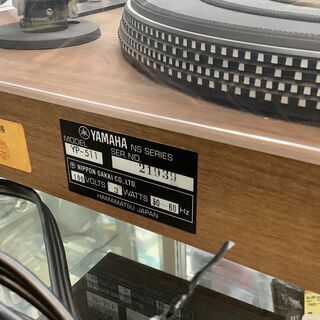 YAMAHA NS SERIES
MODEL YP-511 SER.NO. 21939
NIPPON GAKKI CO., LTD.
100 VOLTS 5 WATTS 50-60 Hz
HAMAMATSU JAPAN